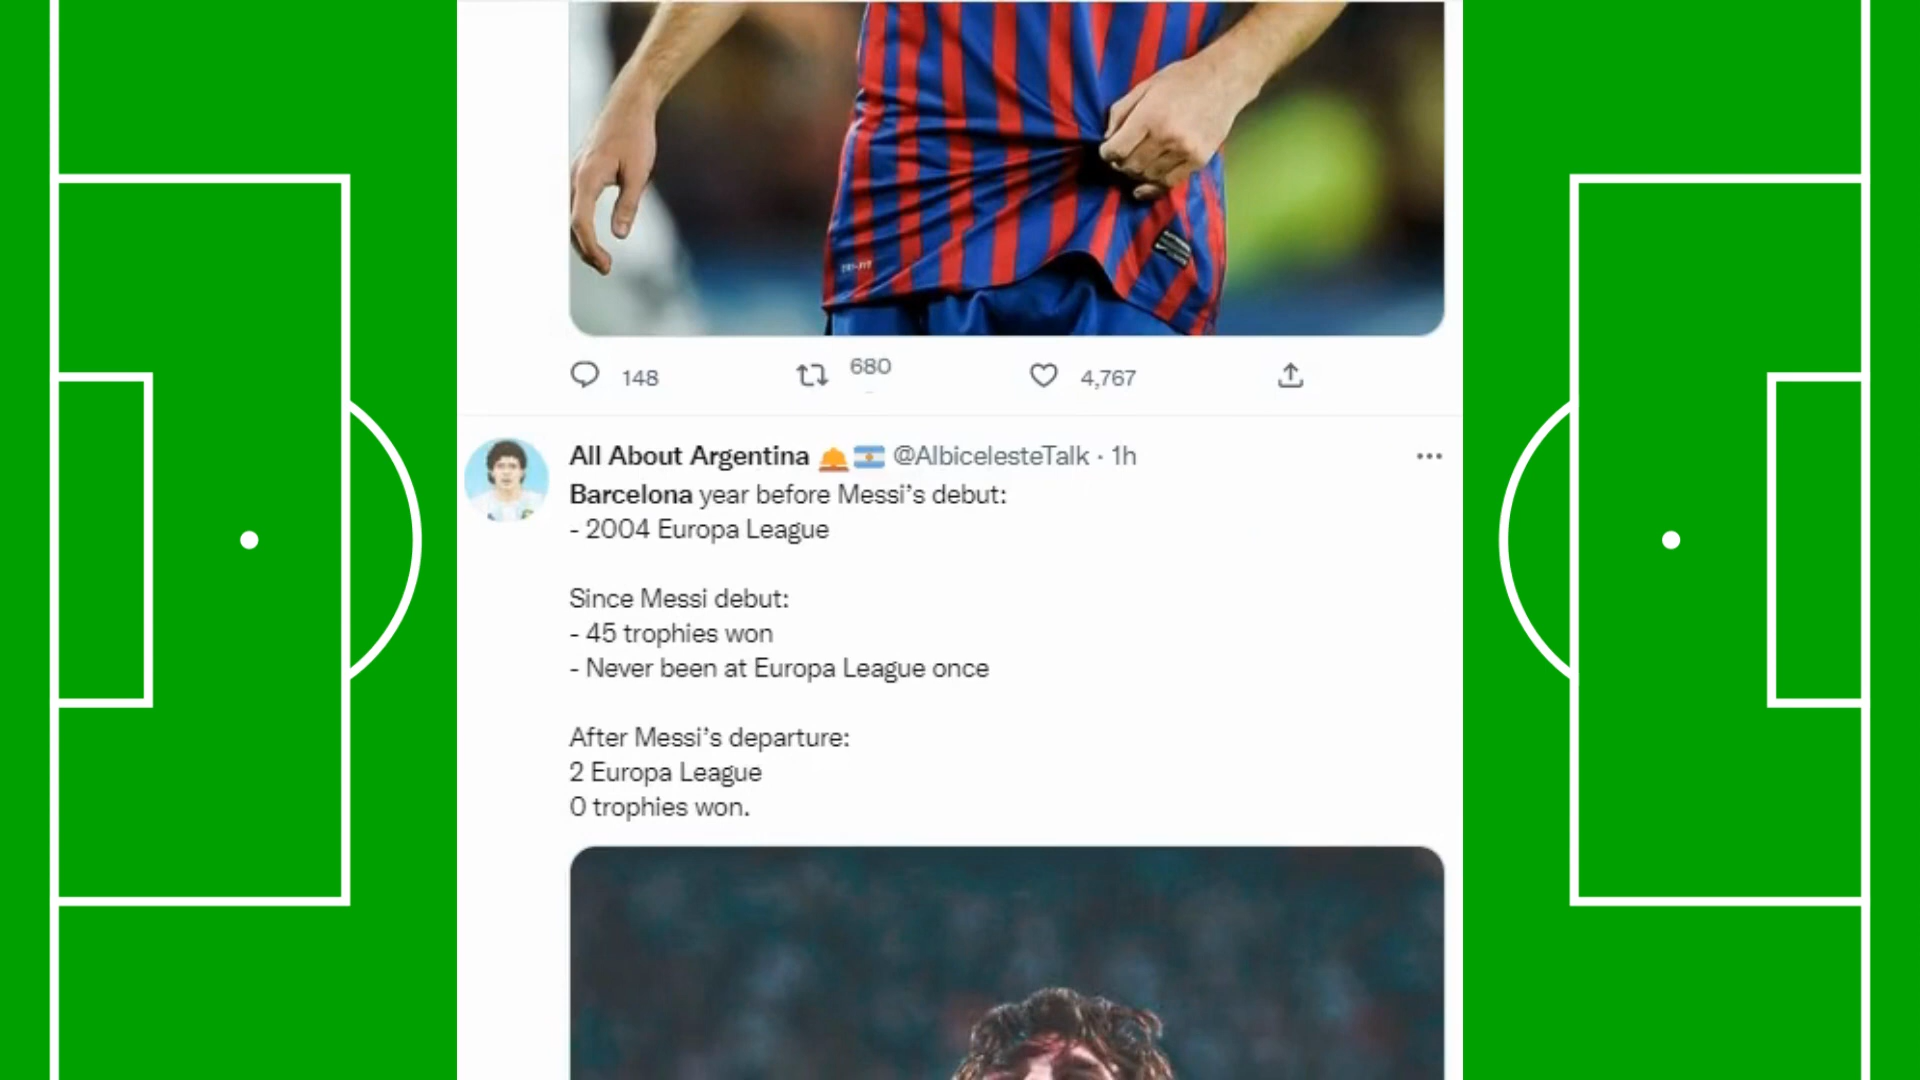 DRI-FIT
148 680 4,767
All About Argentina @AlbicelesteTalk · 1h
Barcelona year before Messi's debut:
- 2004 Europa League
Since Messi debut:
- 45 trophies won
- Never been at Europa League once
After Messi's departure:
2 Europa League
0 trophies won.